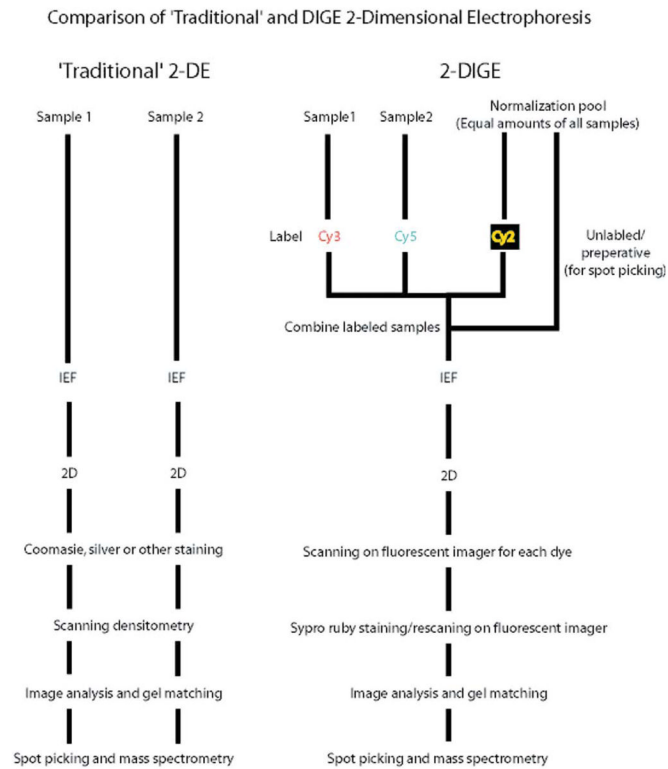 Comparison of 'Traditional' and DIGE 2-Dimensional Electrophoresis
'Traditional' 2-DE
Sample 1
Sample 2
IEF
IEF
2D
2D
Coomasie, silver or other staining
Scanning densitometry
Image analysis and gel matching
Spot picking and mass spectrometry
2-DIGE
Sample1
Sample2
Normalization pool
(Equal amounts of all samples)
Label
Cy3
Cy5
Cy2
Unlabled/
preperative
(for spot picking)
Combine labeled samples
IEF
2D
Scanning on fluorescent imager for each dye
Sypro ruby staining/rescaning on fluorescent imager
Image analysis and gel matching
Spot picking and mass spectrometry